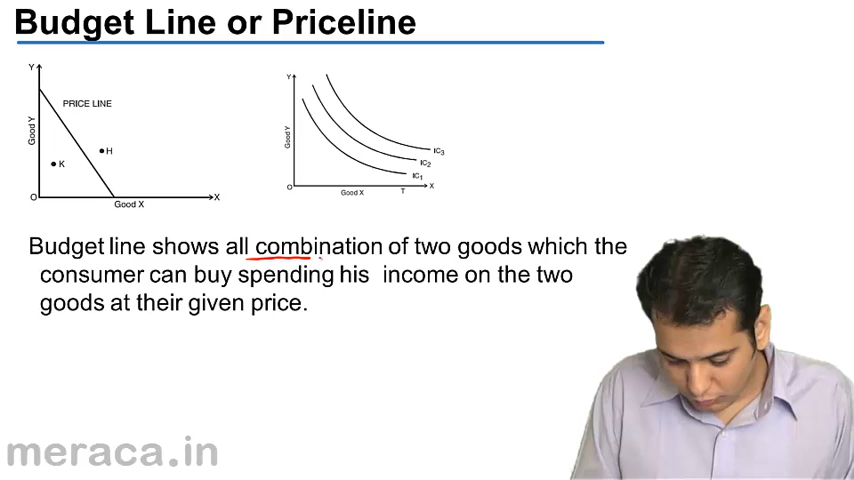 Budget Line or Priceline
Y
PRICE LINE
Good Y
H
K
O
Good X
X
Y
Good Y
IC3
IC2
IC1
O
Good X
T
X
Budget line shows all combination of two goods which the
consumer can buy spending his income on the two
goods at their given price.
meraca.in